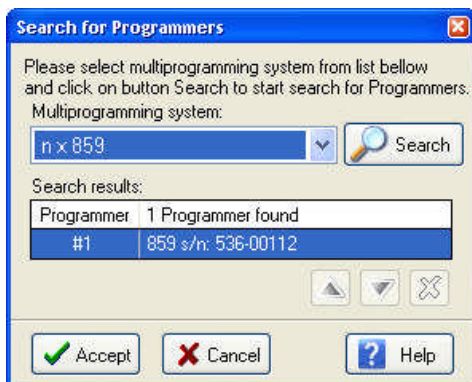 Search for Programmers
Please select multiprogramming system from list bellow
and click on button Search to start search for Programmers.
Multiprogramming system:
n x 859
Search
Search results:
Programmer 1 Programmer found
#1 859 s/n: 536-00112
Accept Cancel Help